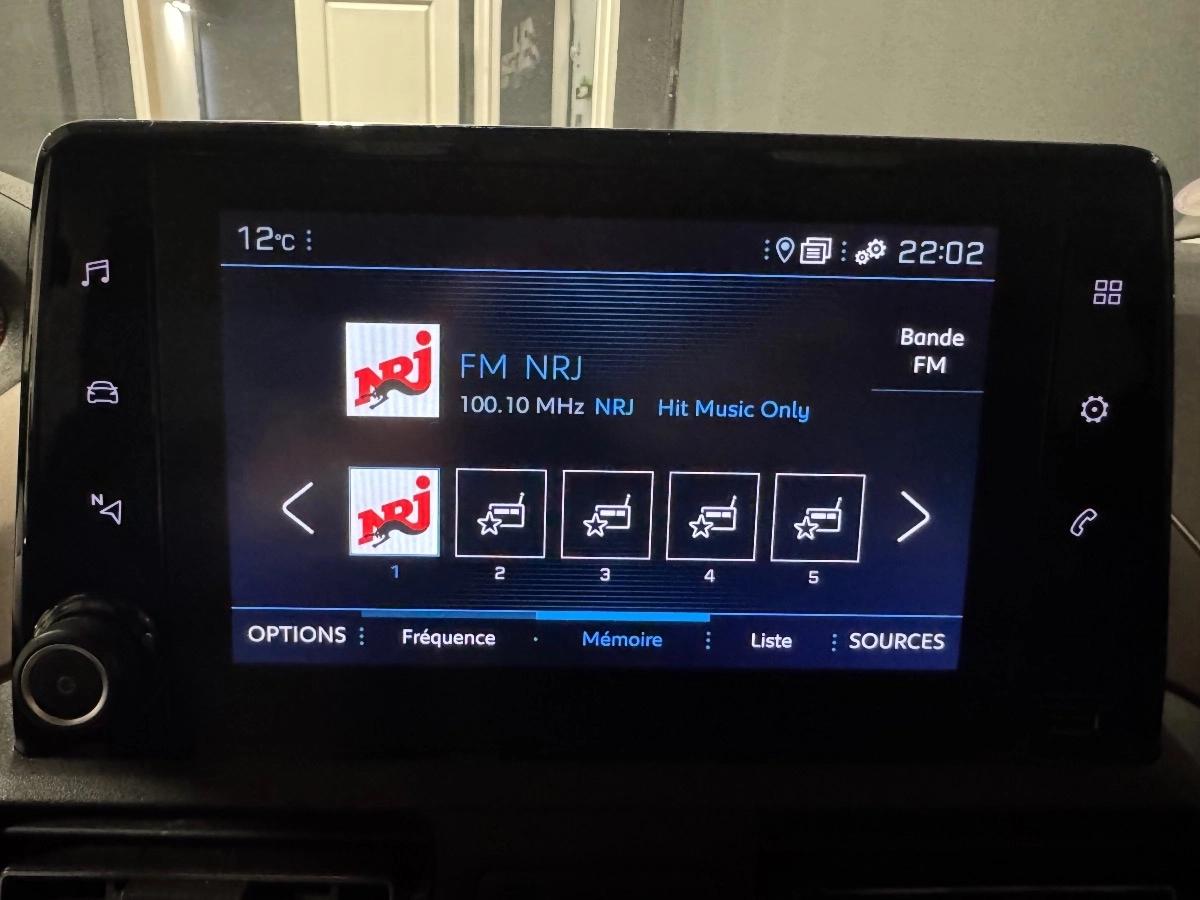 12°C
22:02
Bande
FM
NRJ
FM NRJ
100.10 MHz NRJ Hit Music Only
N
NRJ
1 2 3 4 5
OPTIONS Fréquence Mémoire Liste SOURCES